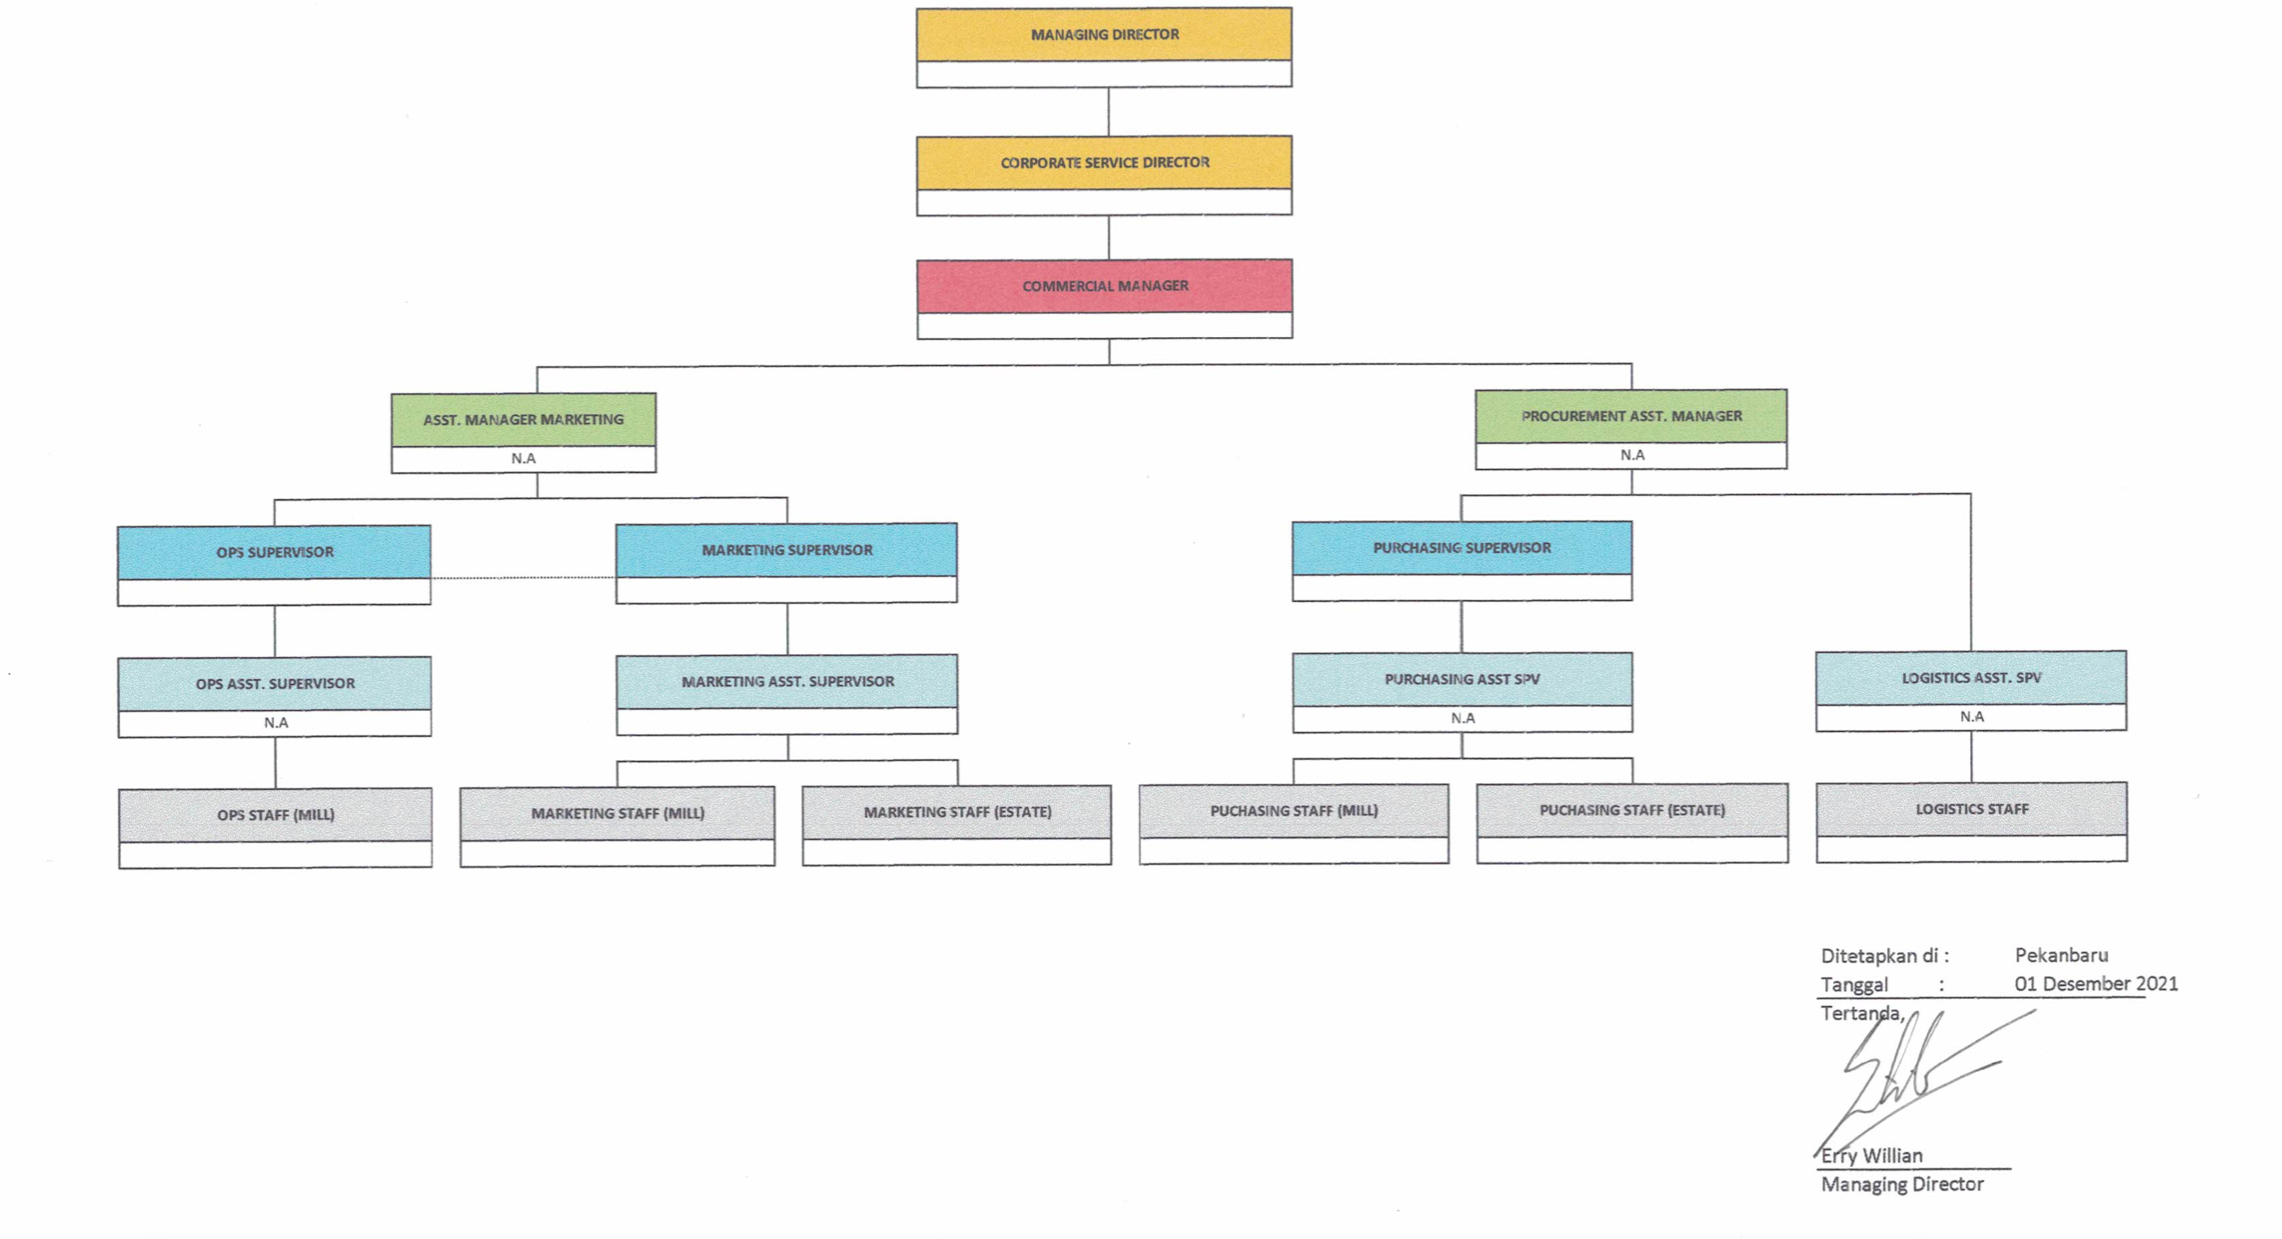 MANAGING DIRECTOR
CORPORATE SERVICE DIRECTOR
COMMERCIAL MANAGER
ASST. MANAGER MARKETING
N.A
PROCUREMENT ASST. MANAGER
N.A
OPS SUPERVISOR
MARKETING SUPERVISOR
PURCHASING SUPERVISOR
OPS ASST. SUPERVISOR
N.A
MARKETING ASST. SUPERVISOR
PURCHASING ASST SPV
N.A
LOGISTICS ASST. SPV
N.A
OPS STAFF (MILL)
MARKETING STAFF (MILL)
MARKETING STAFF (ESTATE)
PUCHASING STAFF (MILL)
PUCHASING STAFF (ESTATE)
LOGISTICS STAFF
Ditetapkan di : Pekanbaru
Tanggal : 01 Desember 2021
Tertanda,
Erry Willian
Managing Director